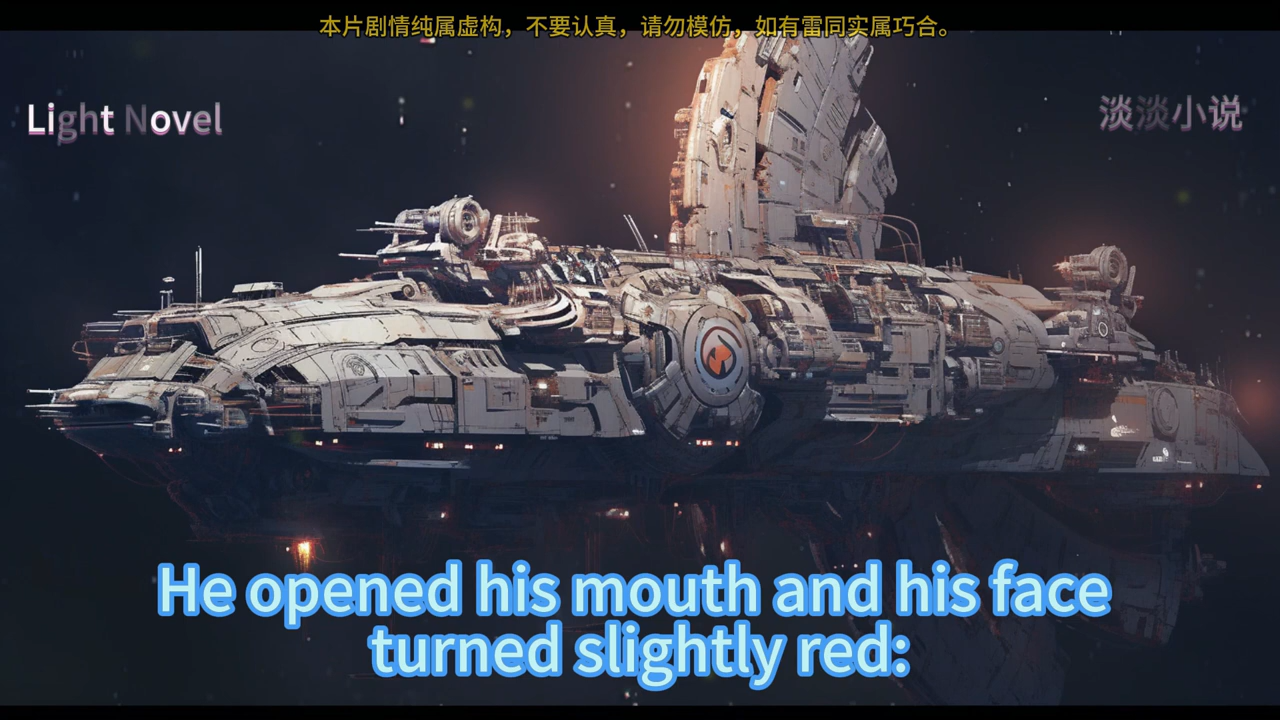 本片剧情纯属虚构，不要认真，请勿模仿，如有雷同实属巧合。
Light Novel
淡淡小说
He opened his mouth and his face
turned slightly red: